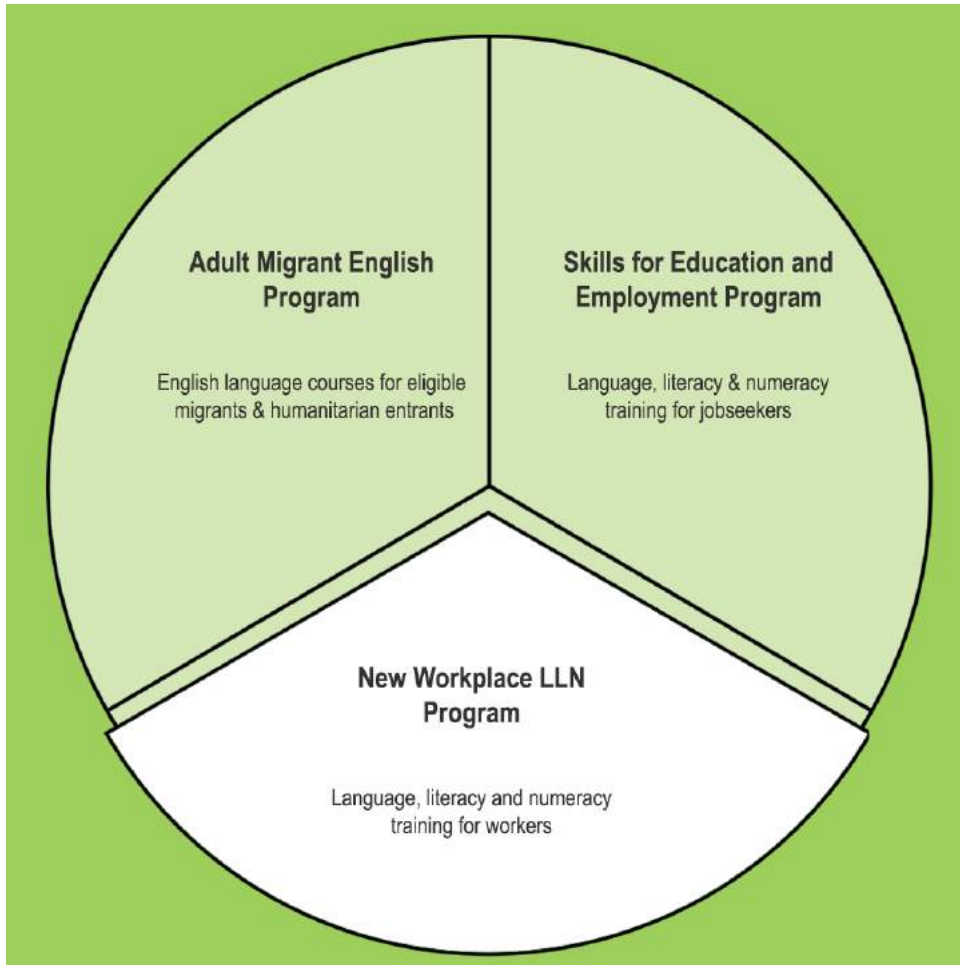 Adult Migrant English
Program
English language courses for eligible
migrants & humanitarian entrants
Skills for Education and
Employment Program
Language, literacy & numeracy
training for jobseekers
New Workplace LLN
Program
Language, literacy and numeracy
training for workers